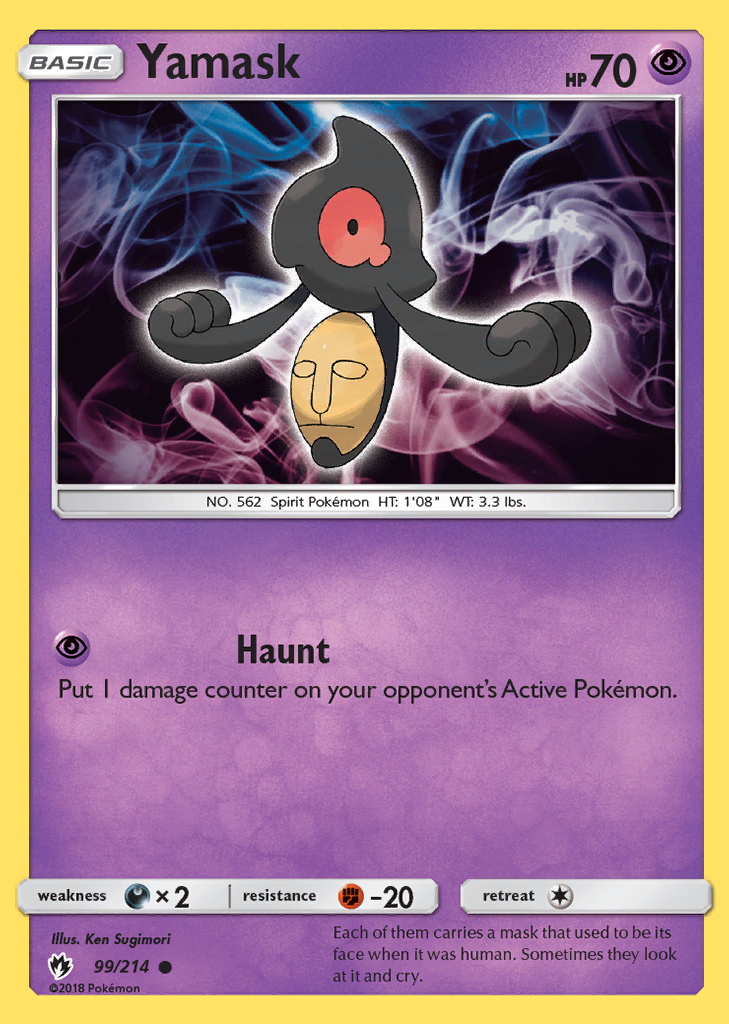 BASIC Yamask HP 70
NO. 562 Spirit Pokémon HT: 1'08" WT: 3.3 lbs.
Haunt
Put 1 damage counter on your opponent's Active Pokémon.
weakness × 2 resistance -20 retreat
Illus. Ken Sugimori
99/214
©2018 Pokémon
Each of them carries a mask that used to be its
face when it was human. Sometimes they look
at it and cry.